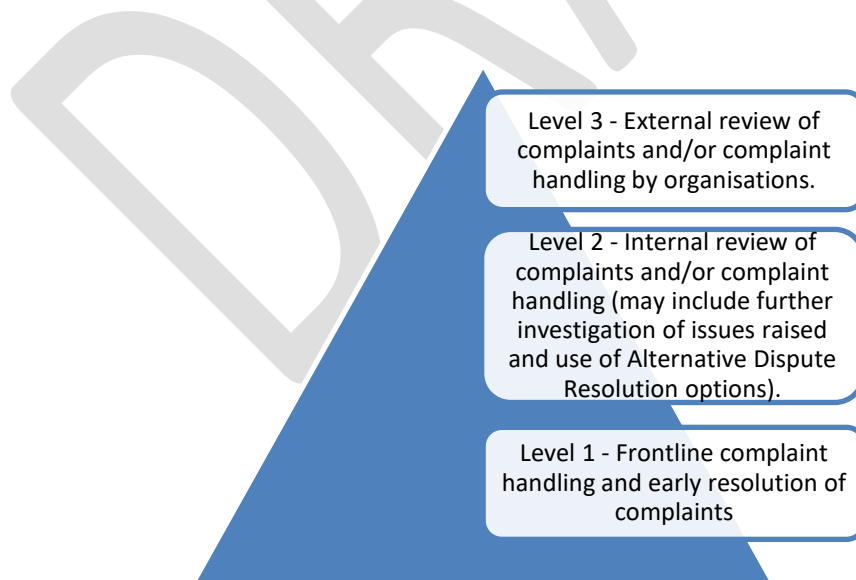 Level 3 - External review of
complaints and/or complaint
handling by organisations.
Level 2 - Internal review of
complaints and/or complaint
handling (may include further
investigation of issues raised
and use of Alternative Dispute
Resolution options).
Level 1 - Frontline complaint
handling and early resolution of
complaints